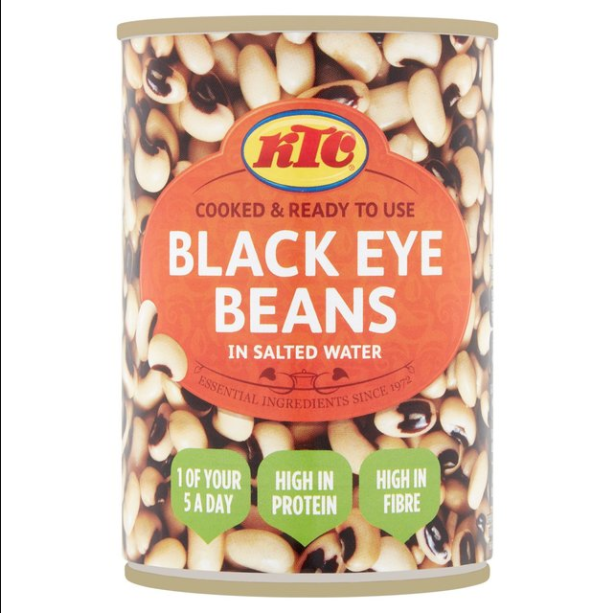 KTC
COOKED & READY TO USE
BLACK EYE
BEANS
IN SALTED WATER
ESSENTIAL INGREDIENTS SINCE 1972
1 OF YOUR
5 A DAY
HIGH IN
PROTEIN
HIGH IN
FIBRE